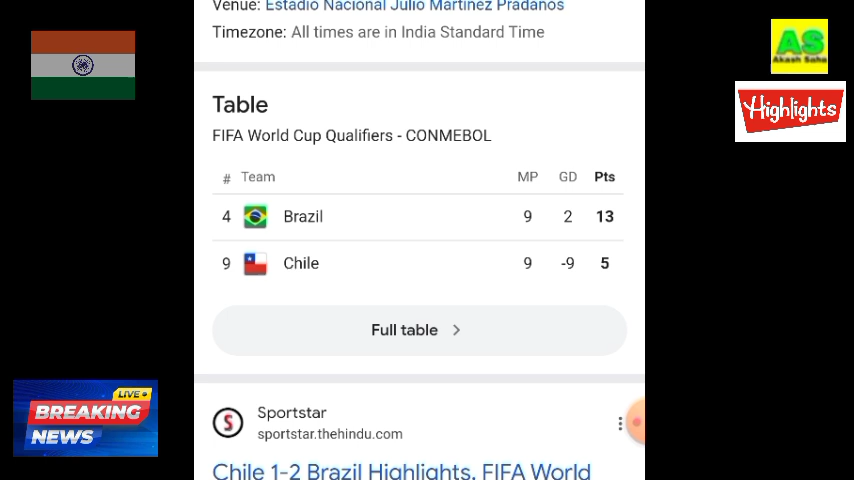 Venue: Estadio Nacional Julio Martínez Prádanos
Timezone: All times are in India Standard Time
AS
Akash Saha
Highlights
Table
FIFA World Cup Qualifiers - CONMEBOL
# Team MP GD Pts
4 Brazil 9 2 13
9 Chile 9 -9 5
Full table >
LIVE
BREAKING
NEWS
S
Sportstar
sportstar.thehindu.com
Chile 1-2 Brazil Highlights, FIFA World